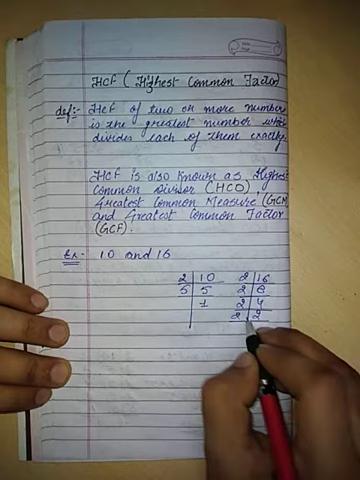 HCF ( Highest Common Factor)
def:- HCF of two or more numbers
is the greatest number which
divides each of them exactly.
HCF is also known as, Highest
Common Divisor (HCD),
Greatest Common Measure (GCM)
and Greatest Common Factor
(GCF).
Ex:- 10 and 16
2 10 2 16
5 5 2 8
1 2 4
2 2